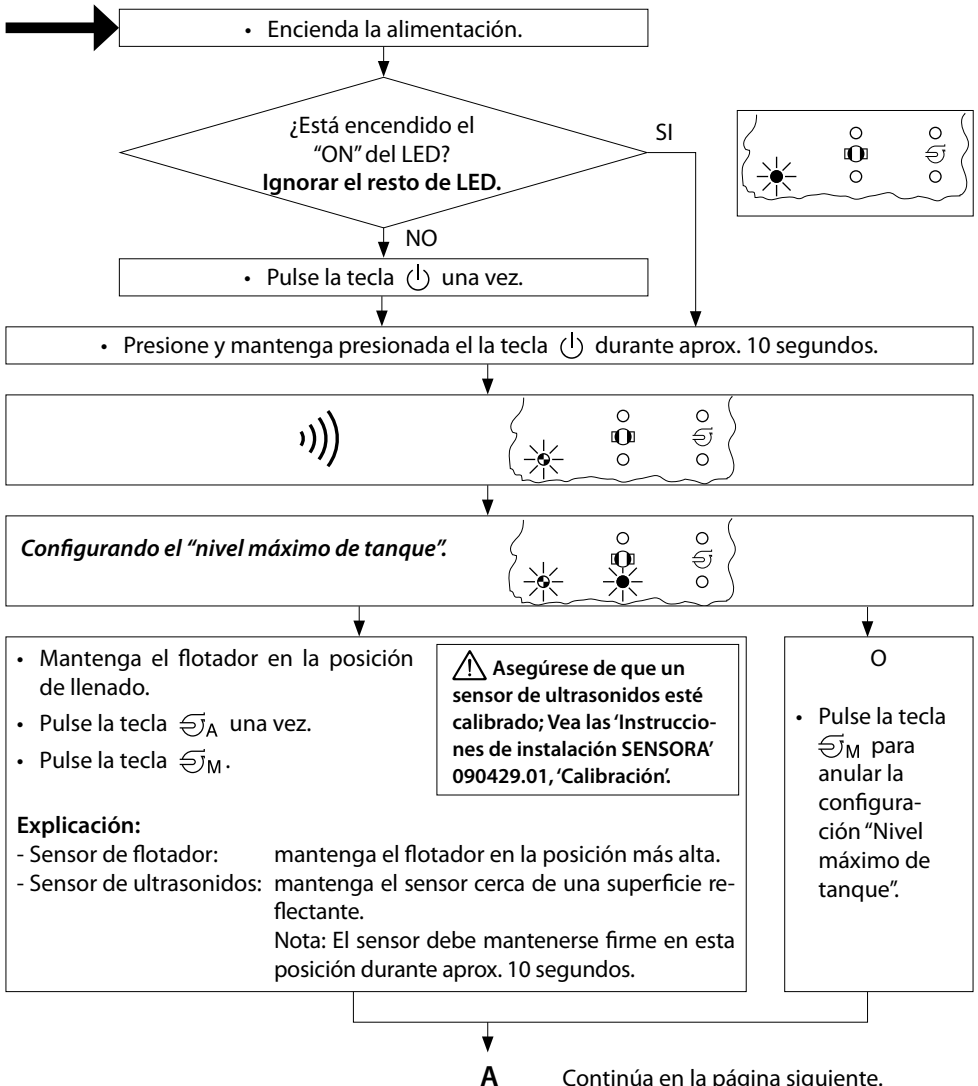 • Encienda la alimentación.
¿Está encendido el
“ON” del LED?
Ignorar el resto de LED.
SI
NO
• Pulse la tecla una vez.
• Presione y mantenga presionada el la tecla durante aprox. 10 segundos.
Configurando el “nivel máximo de tanque”.
• Mantenga el flotador en la posición
de llenado.
• Pulse la tecla A una vez.
• Pulse la tecla M.
Asegúrese de que un
sensor de ultrasonidos esté
calibrado; Vea las ‘Instruccio-
nes de instalación SENSORA’
090429.01, ‘Calibración’.
Explicación:
- Sensor de flotador: mantenga el flotador en la posición más alta.
- Sensor de ultrasonidos: mantenga el sensor cerca de una superficie re-
flectante.
Nota: El sensor debe mantenerse firme en esta
posición durante aprox. 10 segundos.
O
• Pulse la tecla
M para
anular la
configura-
ción “Nivel
máximo de
tanque”.
A Continúa en la página siguiente.